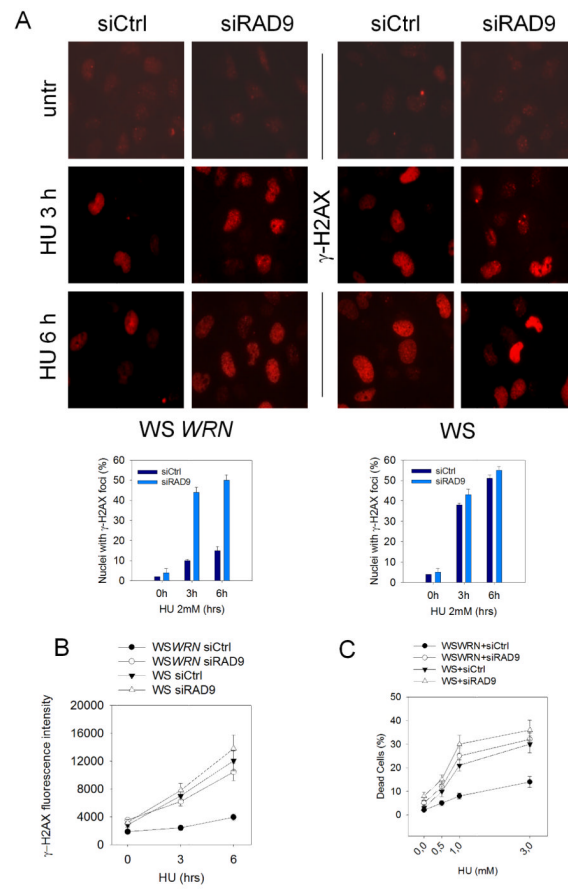 A
siCtrl siRAD9 siCtrl siRAD9
untr
HU 3 h
γ-H2AX
HU 6 h
WS WRN
WS
Nuclei with γ-H2AX foci (%)
60
50
40
30
20
10
0
siCtrl
siRAD9
0h 3h 6h
HU 2mM (hrs)
Nuclei with γ-H2AX foci (%)
60
50
40
30
20
10
0
siCtrl
siRAD9
0h 3h 6h
HU 2mM (hrs)
B
WSWRN siCtrl
WSWRN siRAD9
WS siCtrl
WS siRAD9
γ-H2AX fluorescence intensity
20000
16000
12000
8000
4000
0
0 3 6
HU (hrs)
C
WSWRN+siCtrl
WSWRN+siRAD9
WS+siCtrl
WS+siRAD9
Dead Cells (%)
50
40
30
20
10
0
0,0 0,5 1,0 3,0
HU (mM)